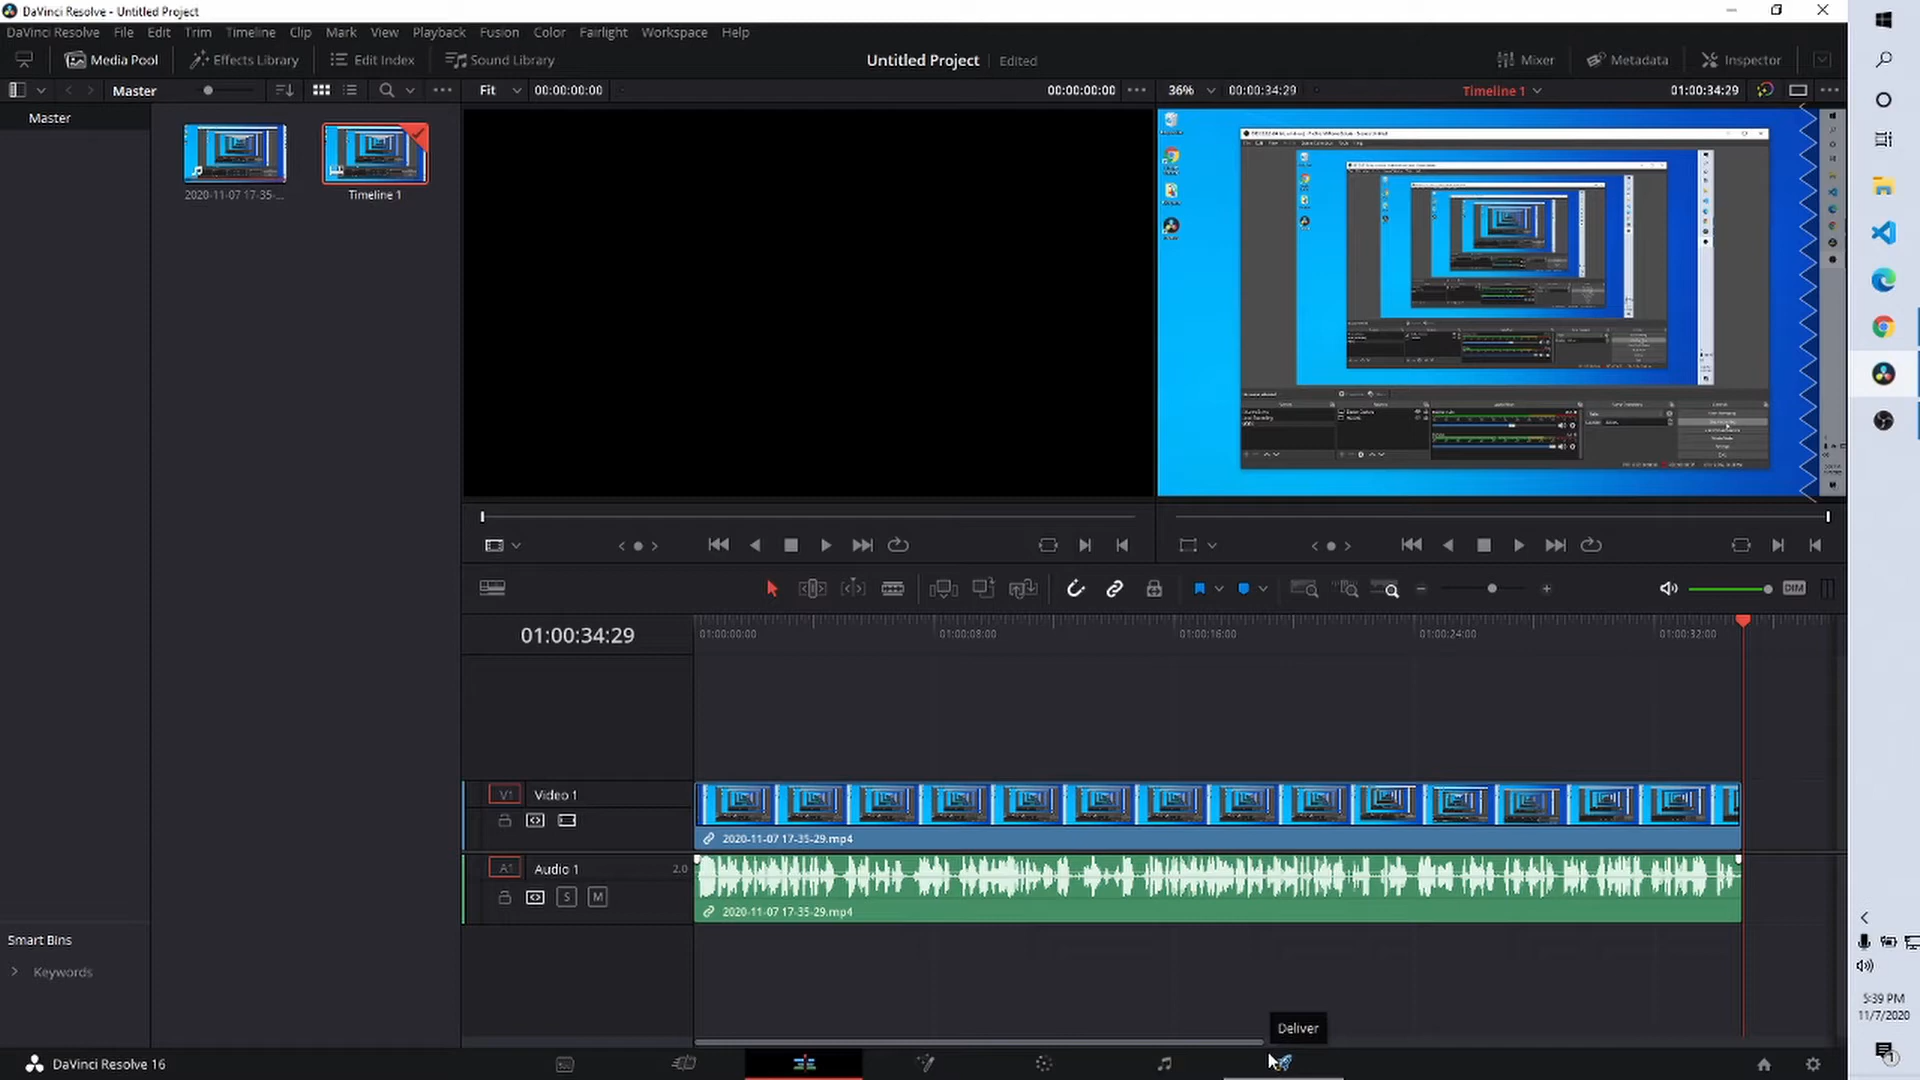 DaVinci Resolve - Untitled Project
DaVinci Resolve File Edit Trim Timeline Clip Mark View Playback Fusion Color Fairlight Workspace Help
Media Pool Effects Library Edit Index Sound Library Untitled Project Edited Mixer Metadata Inspector
Master Fit 00:00:00:00 00:00:00:00 36% 00:00:34:29 Timeline 1 01:00:34:29
Master
2020-11-07 17-35-... Timeline 1
DIM
01:00:34:29 01:00:00:00 01:00:08:00 01:00:16:00 01:00:24:00 01:00:32:00
V1 Video 1
2020-11-07 17-35-29.mp4
A1 Audio 1 2.0
S M
2020-11-07 17-35-29.mp4
Smart Bins
Keywords
Deliver
DaVinci Resolve 16
5:39 PM
11/7/2020
1